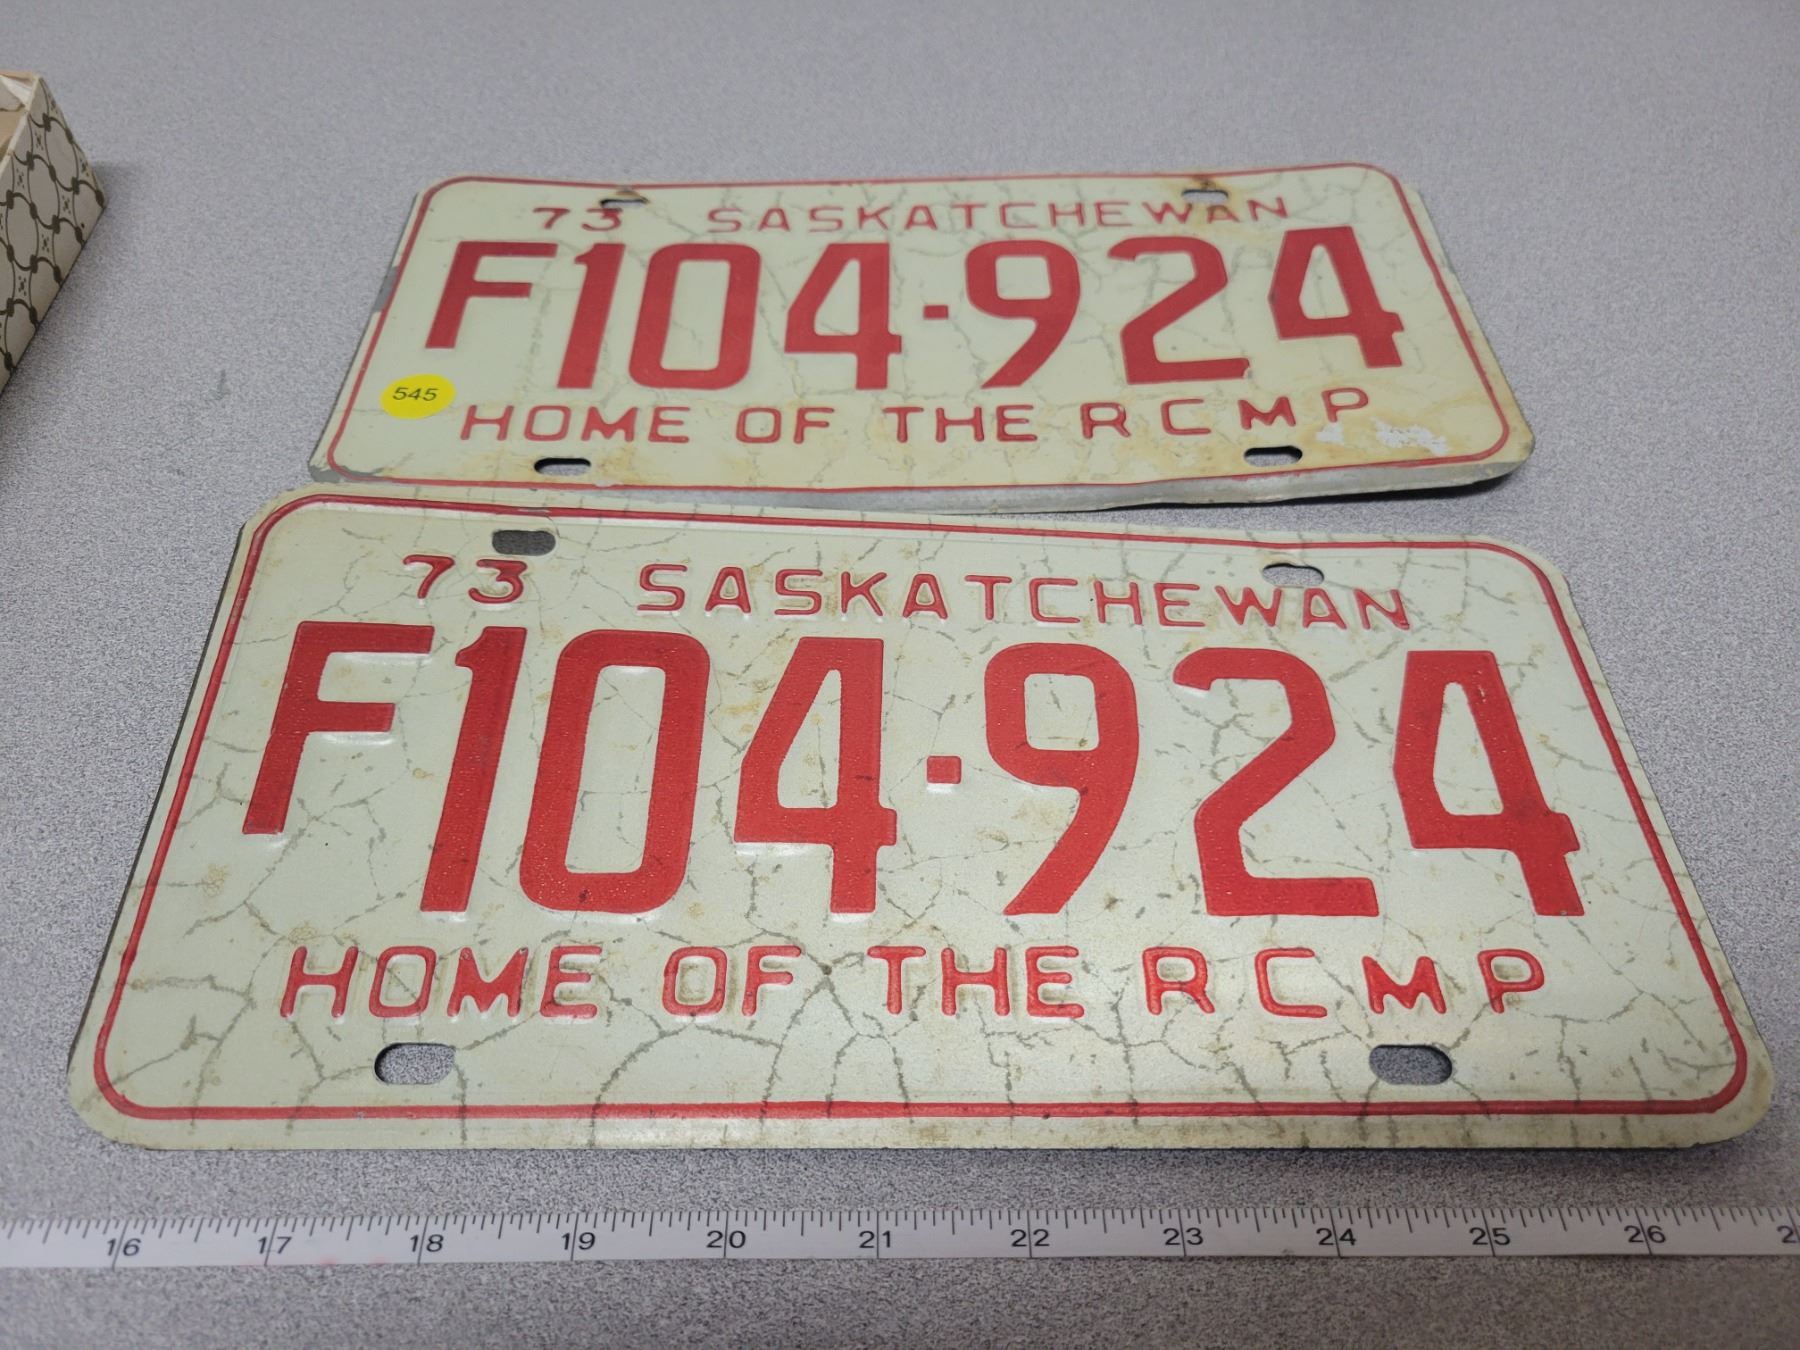 73 SASKATCHEWAN
F104-924
545
HOME OF THE RCMP
73 SASKATCHEWAN
F104-924
HOME OF THE RCMP
16 17 18 19 20 21 22 23 24 25 26